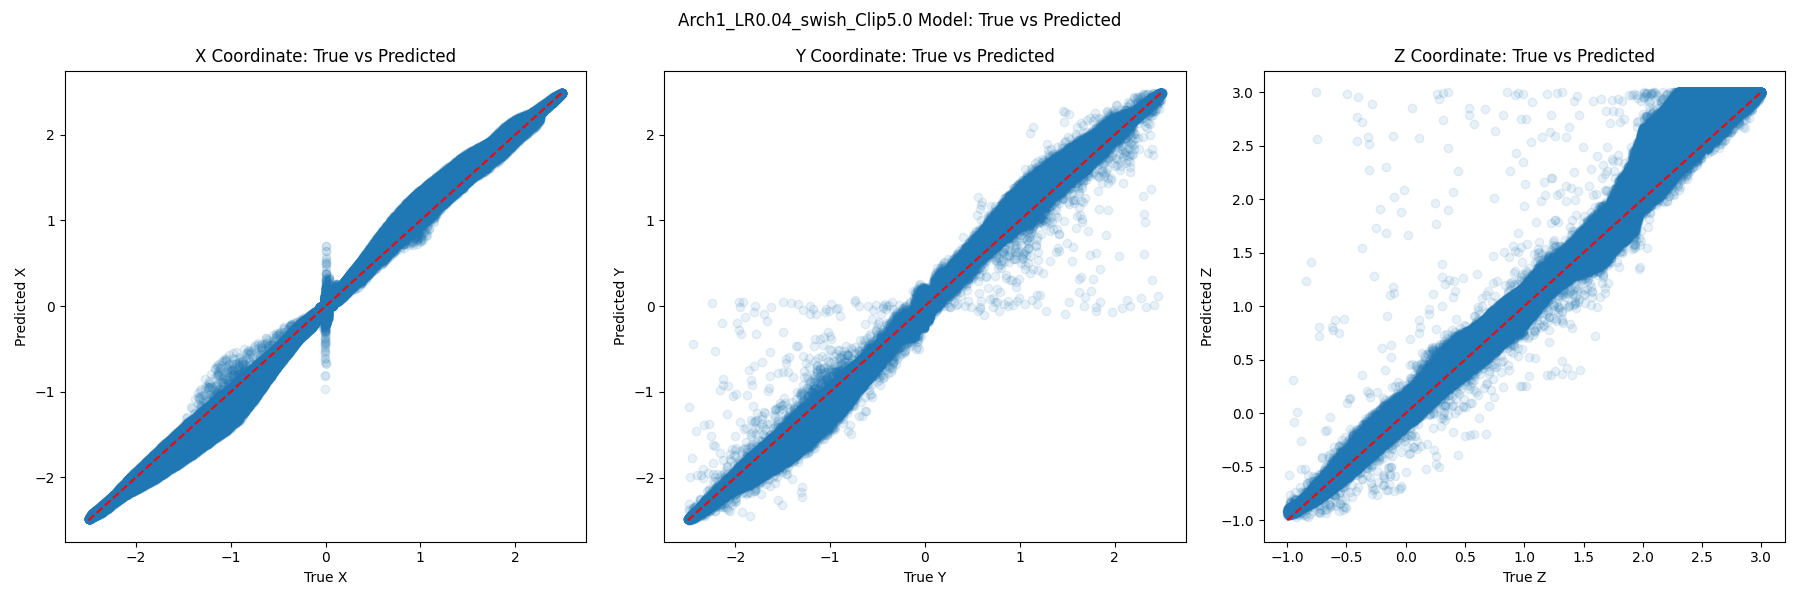 Arch1_LR0.04_swish_Clip5.0 Model: True vs Predicted
X Coordinate: True vs Predicted
2
1
0
−1
−2
Predicted X
−2 −1 0 1 2
True X
Y Coordinate: True vs Predicted
2
1
0
−1
−2
Predicted Y
−2 −1 0 1 2
True Y
Z Coordinate: True vs Predicted
3.0
2.5
2.0
1.5
1.0
0.5
0.0
−0.5
−1.0
Predicted Z
−1.0 −0.5 0.0 0.5 1.0 1.5 2.0 2.5 3.0
True Z